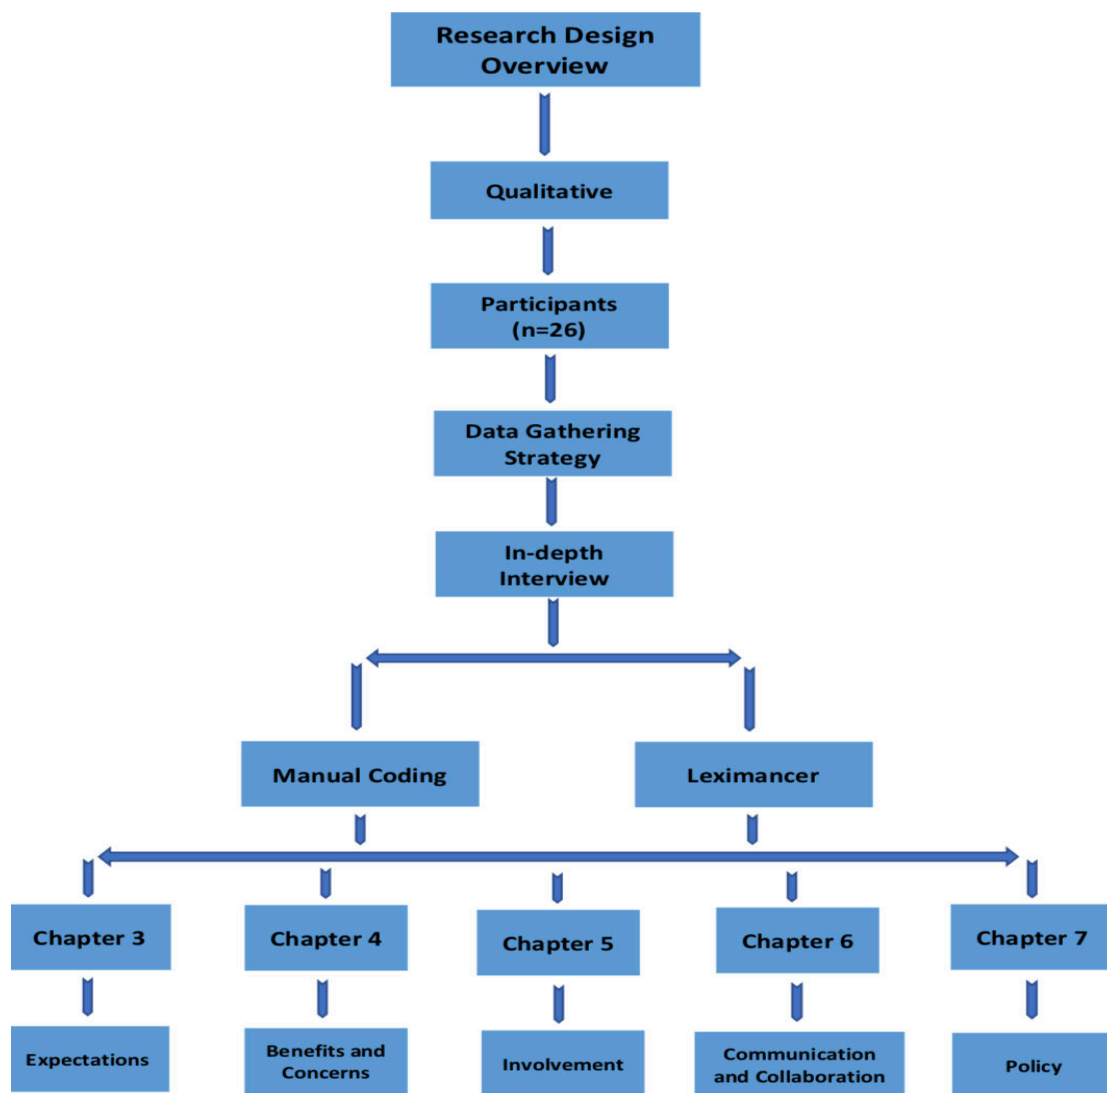 Research Design
Overview
Qualitative
Participants
(n=26)
Data Gathering
Strategy
In-depth
Interview
Manual Coding
Leximancer
Chapter 3
Chapter 4
Chapter 5
Chapter 6
Chapter 7
Expectations
Benefits and
Concerns
Involvement
Communication
and Collaboration
Policy